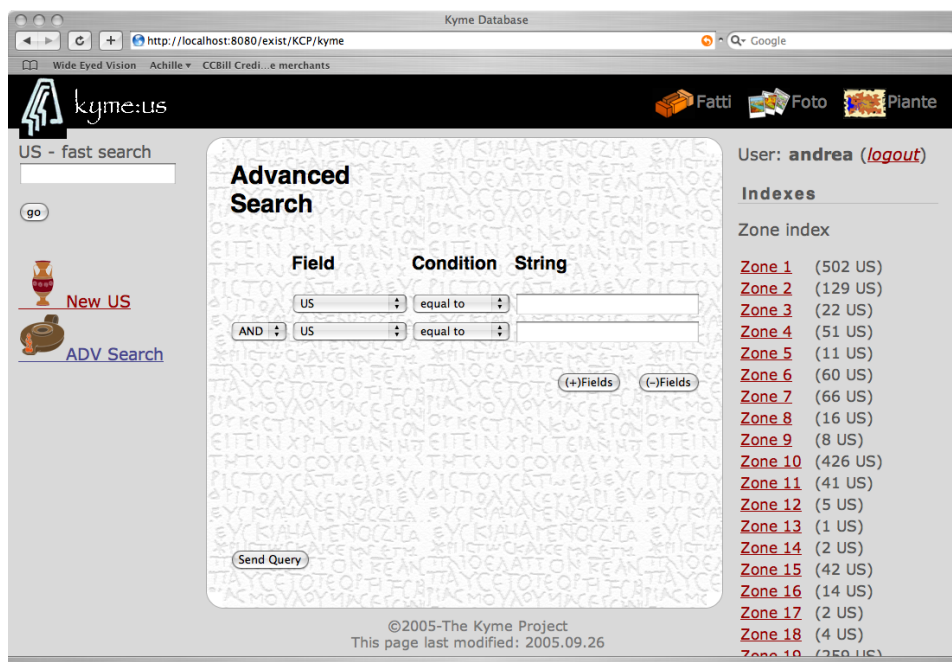 Kyme Database
http://localhost:8080/exist/KCP/kyme
Google
Wide Eyed Vision Achille CCBill Credi...e merchants
kyme:us
Fatti Foto Piante
US - fast search
go
New US
ADV Search
Advanced
Search
Field Condition String
US equal to
AND US equal to
(+)Fields (-)Fields
Send Query
©2005-The Kyme Project
This page last modified: 2005.09.26
User: andrea (logout)
Indexes
Zone index
Zone 1 (502 US)
Zone 2 (129 US)
Zone 3 (22 US)
Zone 4 (51 US)
Zone 5 (11 US)
Zone 6 (60 US)
Zone 7 (66 US)
Zone 8 (16 US)
Zone 9 (8 US)
Zone 10 (426 US)
Zone 11 (41 US)
Zone 12 (5 US)
Zone 13 (1 US)
Zone 14 (2 US)
Zone 15 (42 US)
Zone 16 (14 US)
Zone 17 (2 US)
Zone 18 (4 US)
Zone 19 (259 US)